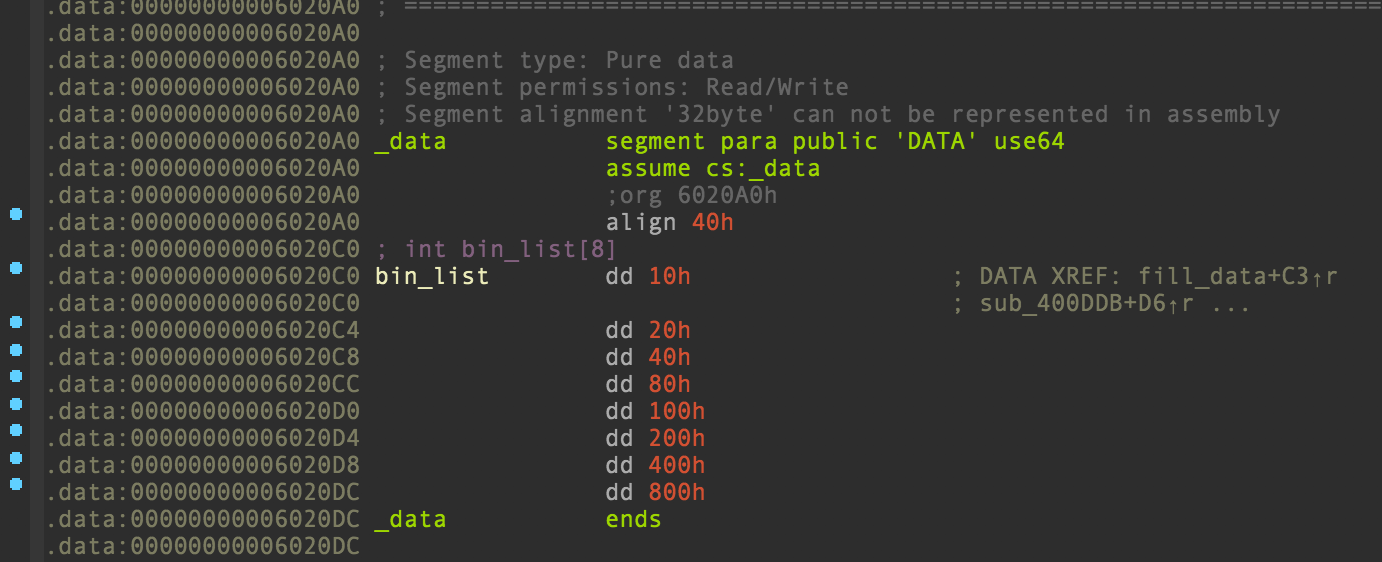 .data:00000000006020A0 ; ====================================================================
.data:00000000006020A0
.data:00000000006020A0 ; Segment type: Pure data
.data:00000000006020A0 ; Segment permissions: Read/Write
.data:00000000006020A0 ; Segment alignment '32byte' can not be represented in assembly
.data:00000000006020A0 _data segment para public 'DATA' use64
.data:00000000006020A0 assume cs:_data
.data:00000000006020A0 ;org 6020A0h
.data:00000000006020A0 align 40h
.data:00000000006020C0 ; int bin_list[8]
.data:00000000006020C0 bin_list dd 10h ; DATA XREF: fill_data+C3↑r
.data:00000000006020C0 ; sub_400DDB+D6↑r ...
.data:00000000006020C4 dd 20h
.data:00000000006020C8 dd 40h
.data:00000000006020CC dd 80h
.data:00000000006020D0 dd 100h
.data:00000000006020D4 dd 200h
.data:00000000006020D8 dd 400h
.data:00000000006020DC dd 800h
.data:00000000006020DC _data ends
.data:00000000006020DC